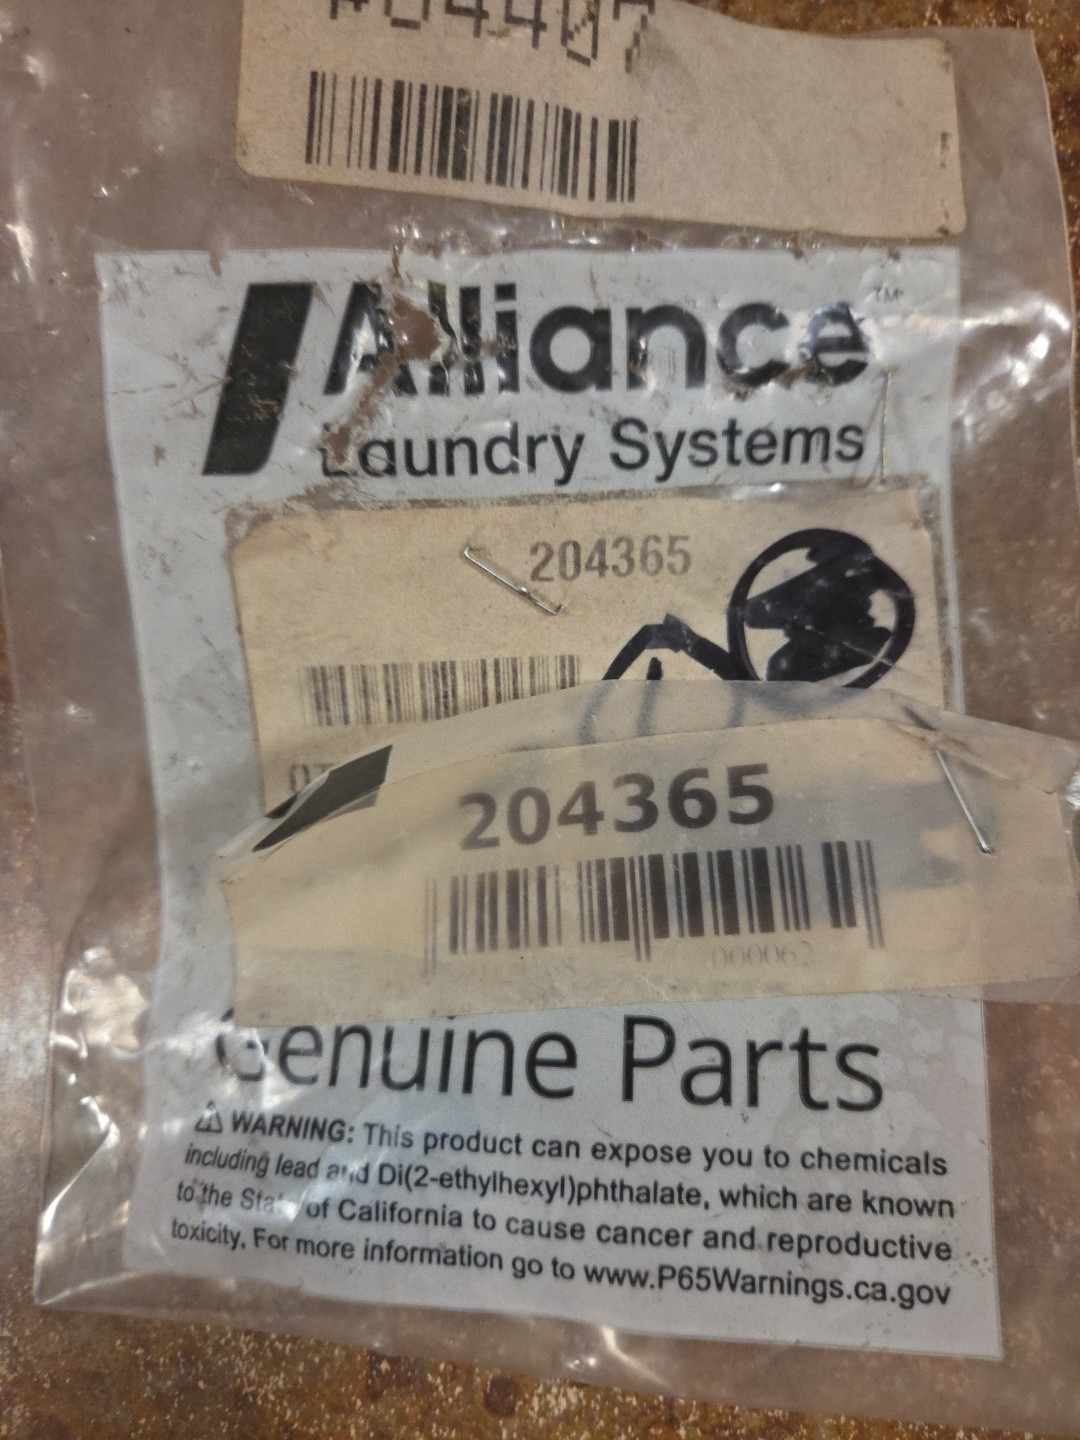 Alliance™
Laundry Systems
204365
204365
000062
Genuine Parts
⚠ WARNING: This product can expose you to chemicals
including lead and Di(2-ethylhexyl)phthalate, which are known
to the State of California to cause cancer and reproductive
toxicity. For more information go to www.P65Warnings.ca.gov